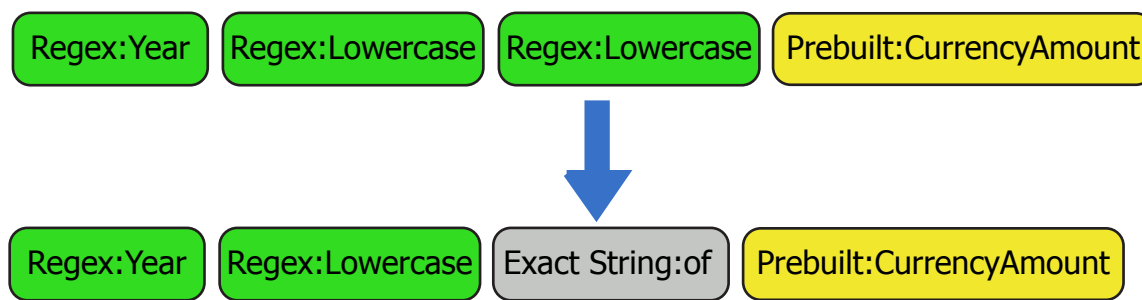 Regex:Year Regex:Lowercase Regex:Lowercase Prebuilt:CurrencyAmount
Regex:Year Regex:Lowercase Exact String:of Prebuilt:CurrencyAmount